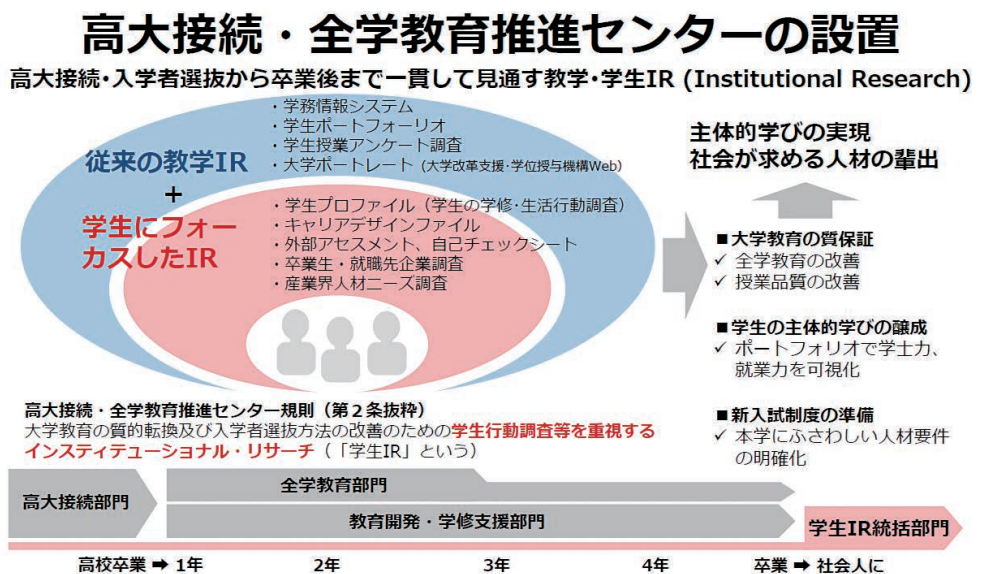 高大接続・全学教育推進センターの設置
高大接続・入学者選抜から卒業後まで一貫して見通す教学・学生IR (Institutional Research)
従来の教学IR
+
学生にフォー
カスしたIR
・学務情報システム
・学生ポートフォーリオ
・学生授業アンケート調査
・大学ポートレート (大学改革支援・学位授与機構Web)
・学生プロファイル（学生の学修・生活行動調査）
・キャリアデザインファイル
・外部アセスメント、自己チェックシート
・卒業生・就職先企業調査
・産業界人材ニーズ調査
主体的学びの実現
社会が求める人材の輩出
■大学教育の質保証
✓ 全学教育の改善
✓ 授業品質の改善
■学生の主体的学びの譲成
✓ ポートフォリオで学士力、
就業力を可視化
■新入試制度の準備
✓ 本学にふさわしい人材要件
の明確化
高大接続・全学教育推進センター規則（第２条抜粋）
大学教育の質的転換及び入学者選抜方法の改善のための学生行動調査等を重視する
インスティテューショナル・リサーチ（「学生IR」という）
高大接続部門
全学教育部門
教育開発・学修支援部門
学生IR統括部門
高校卒業 ➡ 1年
2年
3年
4年
卒業 ➡ 社会人に